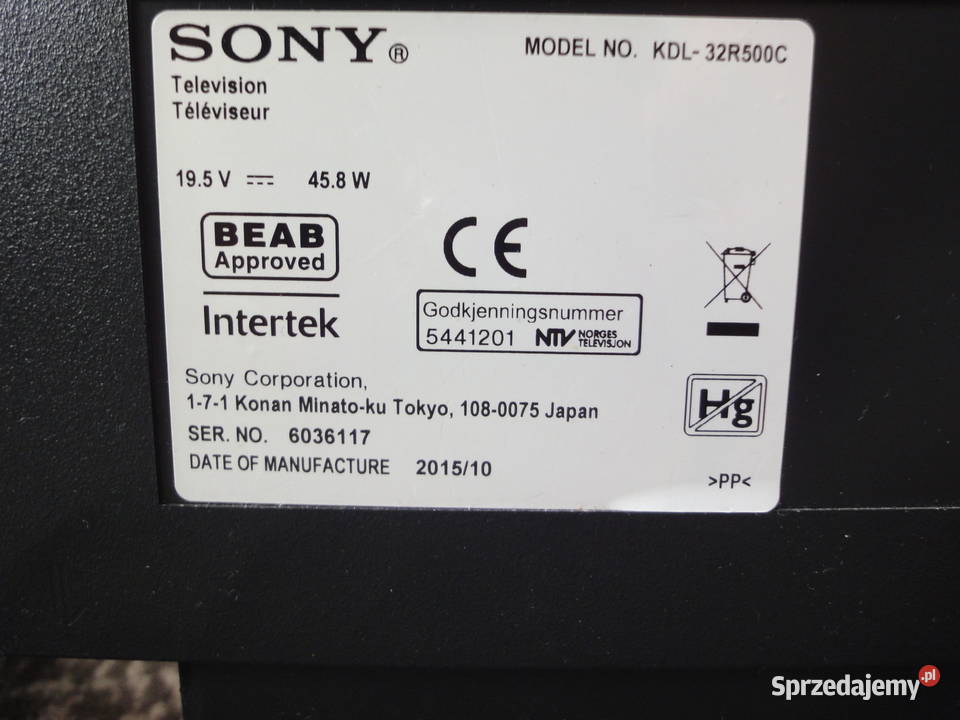 SONY®
MODEL NO. KDL-32R500C
Television
Téléviseur
19.5 V ⎓ 45.8 W
BEAB
Approved
Intertek
CE
Godkjenningsnummer
5441201 NTV NORGES
TELEVISJON
Sony Corporation,
1-7-1 Konan Minato-ku Tokyo, 108-0075 Japan
SER. NO. 6036117
DATE OF MANUFACTURE 2015/10
Hg
>PP<
Sprzedajemy.pl